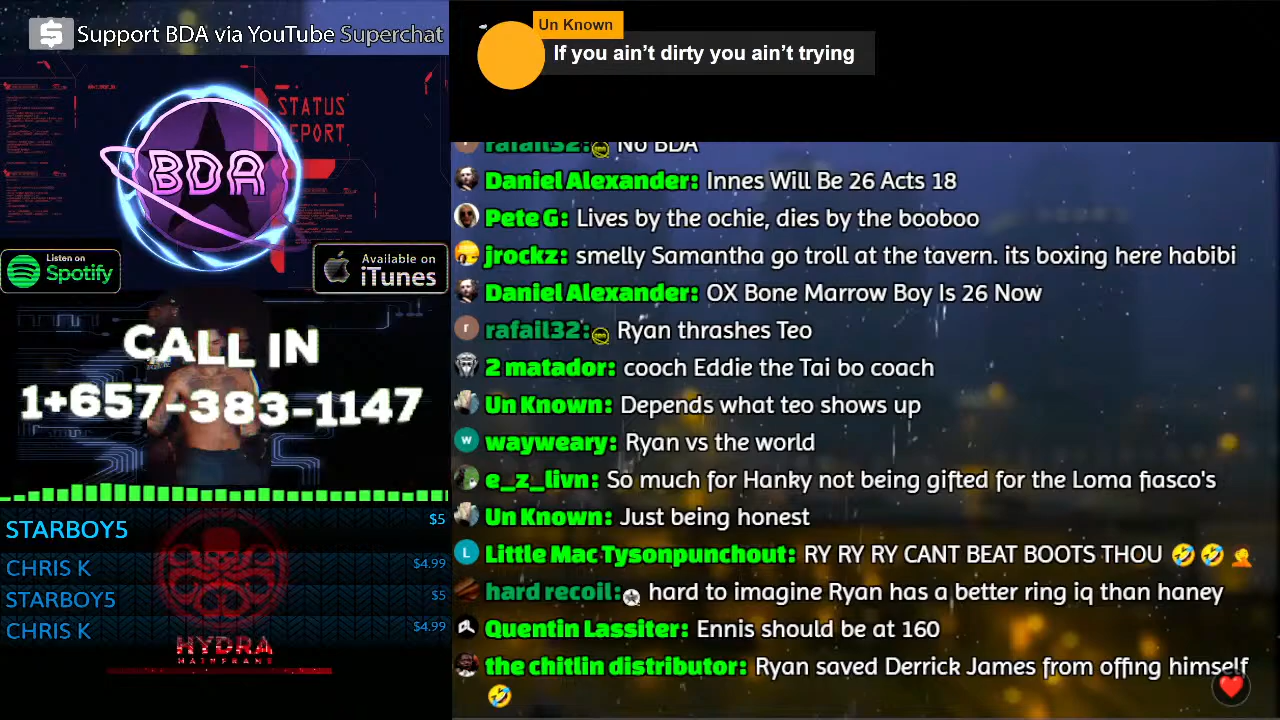 Support BDA via YouTube Superchat
STATUS
REPORT
BDA
Listen on
Spotify
Available on
iTunes
CALL IN
1+657-383-1147
STARBOY5 $5
CHRIS K $4.99
STARBOY5 $5
CHRIS K $4.99
HYDRA
MAINFRAME
Un Known
If you ain’t dirty you ain’t trying
rafail32: No BDA
Daniel Alexander: Innes Will Be 26 Acts 18
Pete G: Lives by the ochie, dies by the booboo
jrockz: smelly Samantha go troll at the tavern. its boxing here habibi
Daniel Alexander: OX Bone Marrow Boy Is 26 Now
r rafail32: Ryan thrashes Teo
2 matador: cooch Eddie the Tai bo coach
Un Known: Depends what teo shows up
w wayweary: Ryan vs the world
e_z_livn: So much for Hanky not being gifted for the Loma fiasco's
Un Known: Just being honest
L Little Mac Tysonpunchout: RY RY RY CANT BEAT BOOTS THOU 🤣 🤣 🤦
hard recoil: hard to imagine Ryan has a better ring iq than haney
Quentin Lassiter: Ennis should be at 160
the chitlin distributor: Ryan saved Derrick James from offing himself
🤣